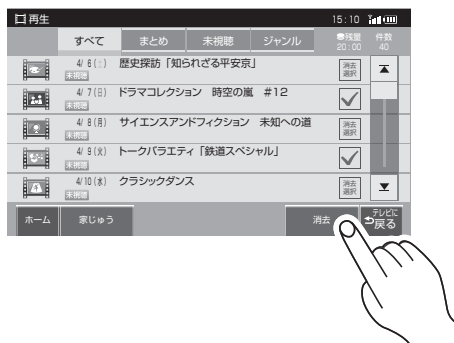 再生 15:10
すべて まとめ 未視聴 ジャンル 残量 20:00 件数 40
4/ 6(土) 歴史探訪「知られざる平安京」 消去選択
未視聴
4/ 7(日) ドラマコレクション 時空の嵐 #12
未視聴
4/ 8(月) サイエンスアンドフィクション 未知への道 消去選択
未視聴
4/ 9(火) トークバラエティ「鉄道スペシャル」
未視聴
4/10(水) クラシックダンス 消去選択
未視聴
ホーム 家じゅう 消去 テレビに戻る